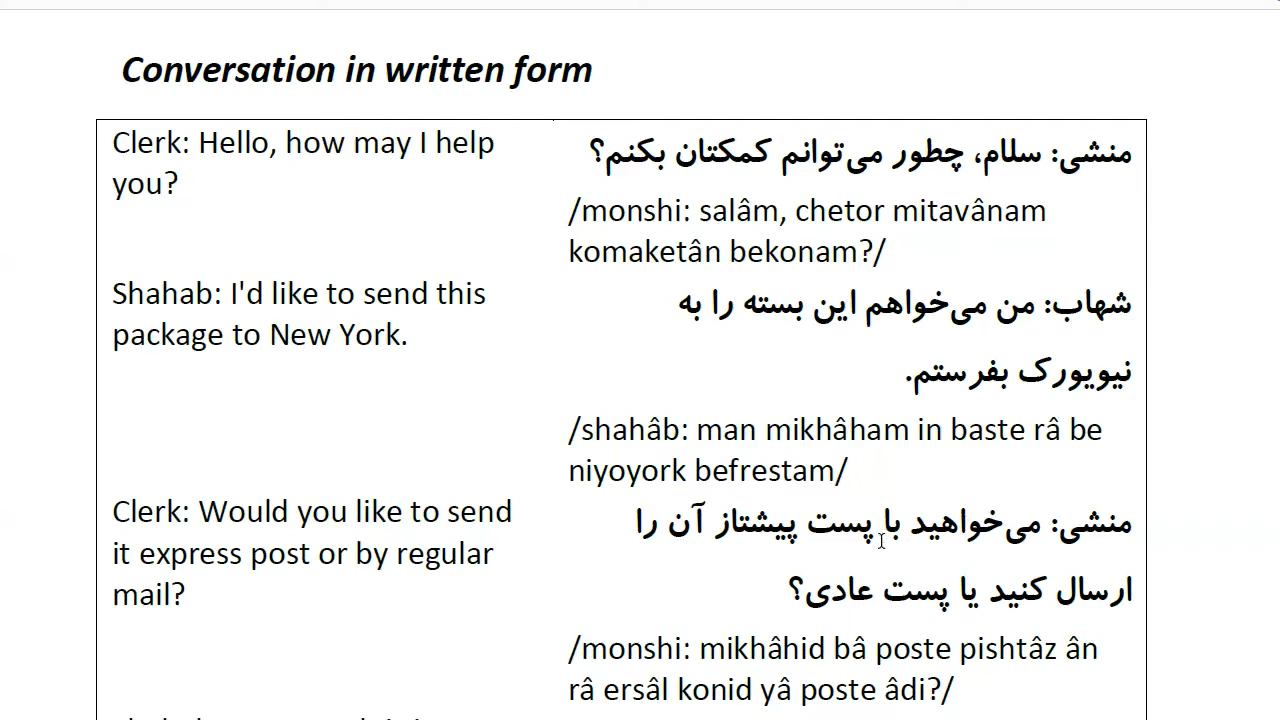 Conversation in written form
Clerk: Hello, how may I help
you?
منشی: سلام، چطور می‌توانم کمکتان بکنم؟
/monshi: salâm, chetor mitavânam
komaketân bekonam?/
Shahab: I'd like to send this
package to New York.
شهاب: من می‌خواهم این بسته را به
نیویورک بفرستم.
/shahâb: man mikhâham in baste râ be
niyoyork befrestam/
Clerk: Would you like to send
it express post or by regular
mail?
منشی: می‌خواهید با پست پیشتاز آن را
ارسال کنید یا پست عادی؟
/monshi: mikhâhid bâ poste pishtâz ân
râ ersâl konid yâ poste âdi?/